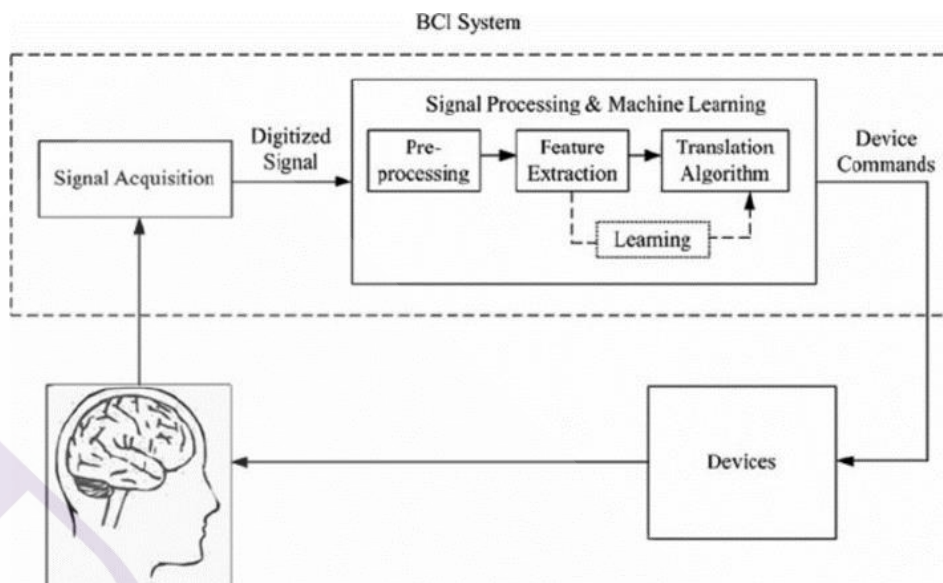 BCI System
Signal Acquisition
Digitized
Signal
Signal Processing & Machine Learning
Pre-
processing
Feature
Extraction
Translation
Algorithm
Learning
Device
Commands
Devices